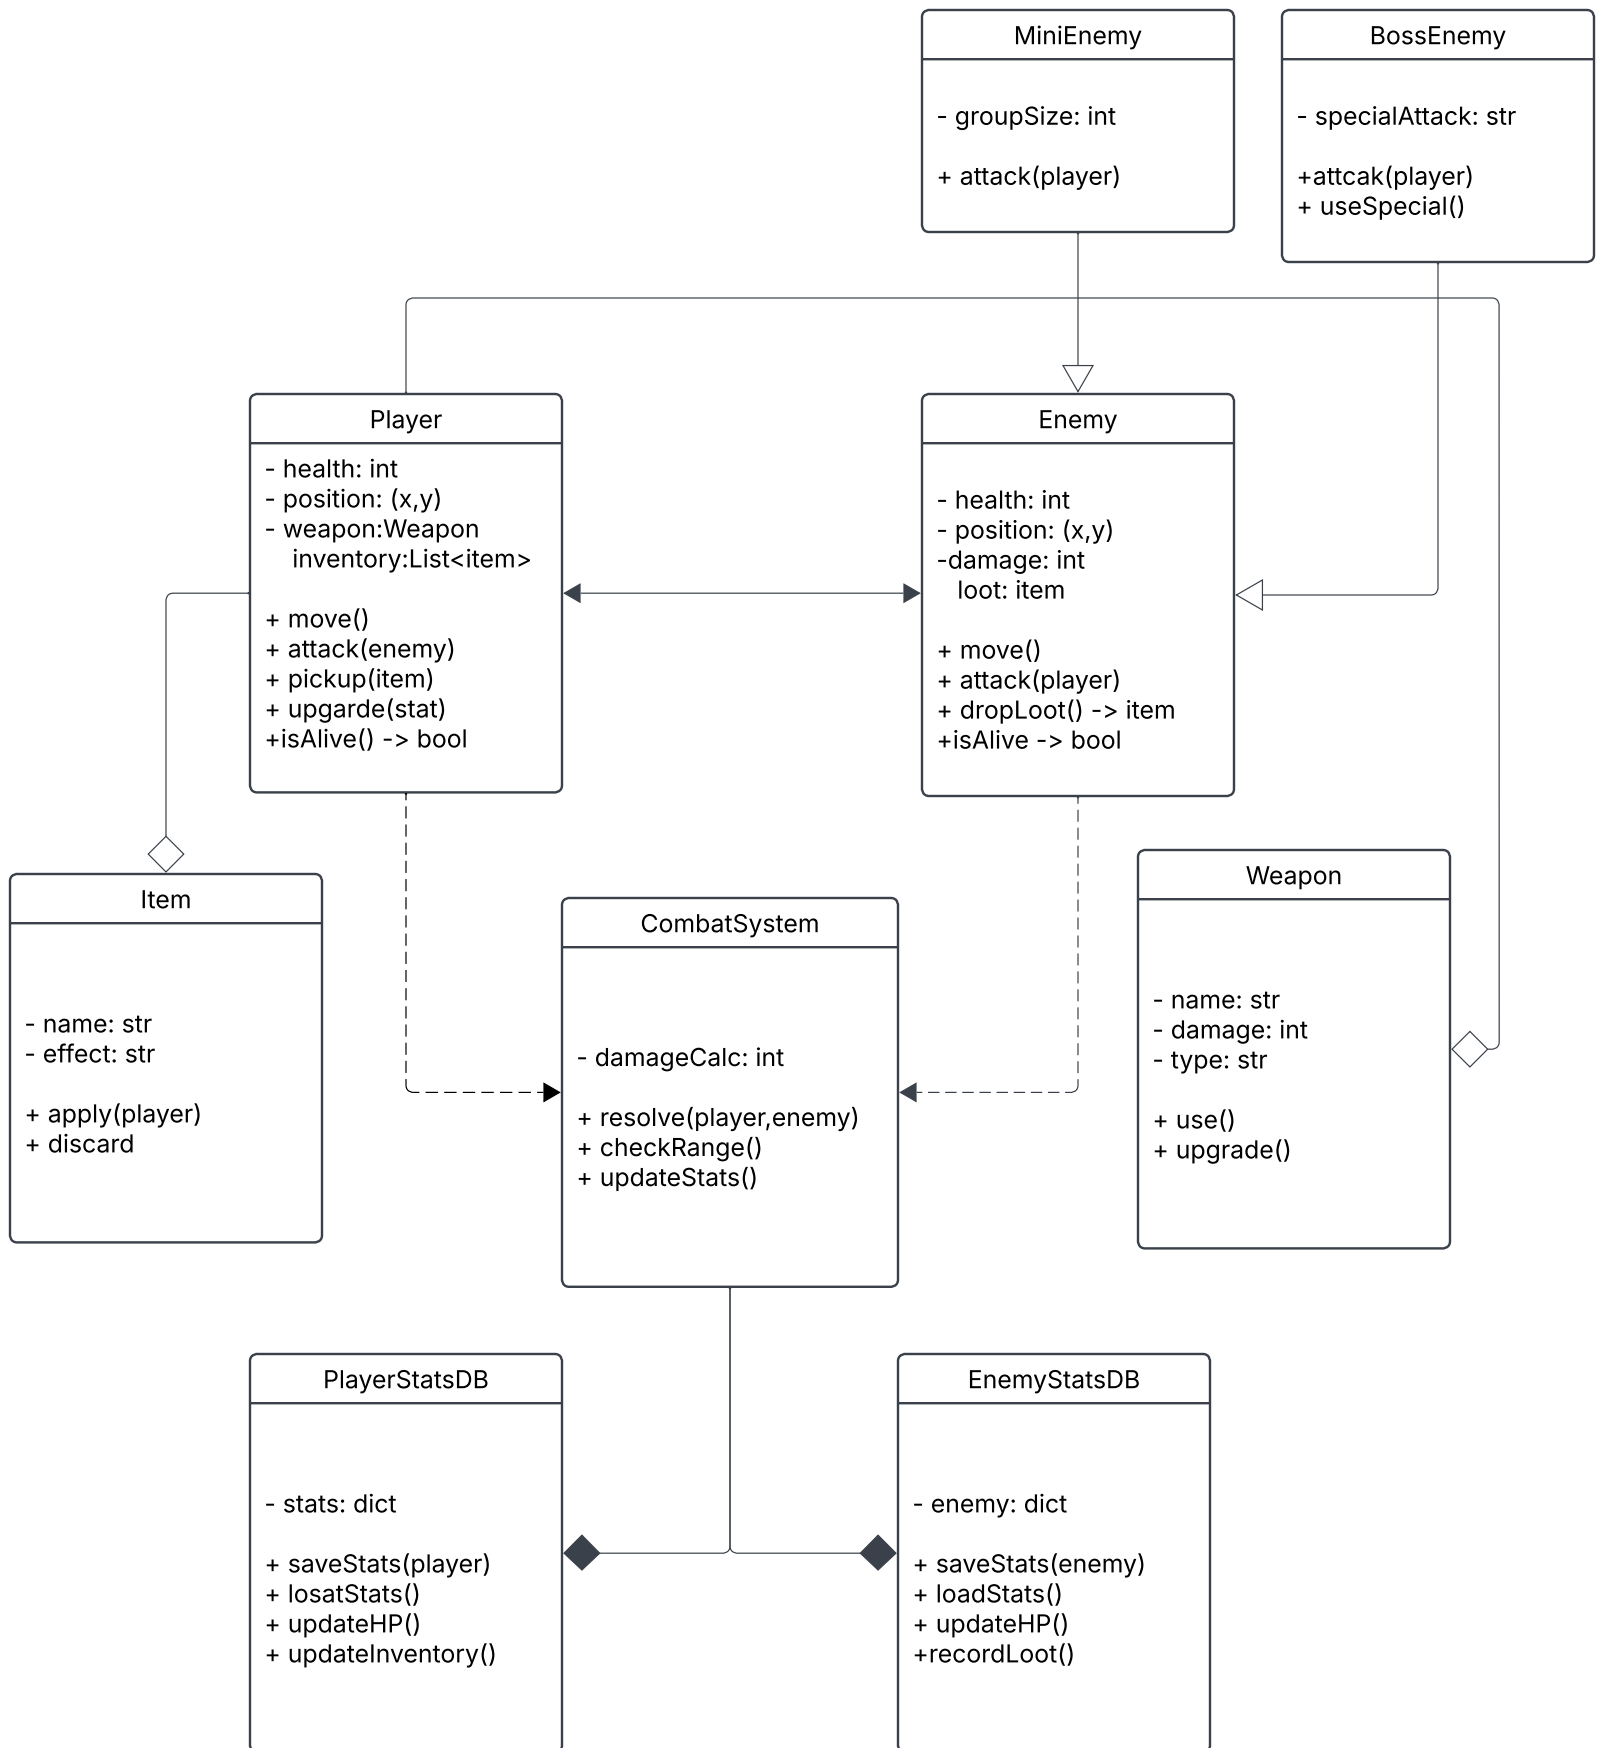 MiniEnemy
- groupSize: int
+ attack(player)
BossEnemy
- specialAttack: str
+attcak(player)
+ useSpecial()
Player
- health: int
- position: (x,y)
- weapon:Weapon
inventory:List<item>
+ move()
+ attack(enemy)
+ pickup(item)
+ upgarde(stat)
+isAlive() -> bool
Enemy
- health: int
- position: (x,y)
-damage: int
loot: item
+ move()
+ attack(player)
+ dropLoot() -> item
+isAlive -> bool
Item
- name: str
- effect: str
+ apply(player)
+ discard
CombatSystem
- damageCalc: int
+ resolve(player,enemy)
+ checkRange()
+ updateStats()
Weapon
- name: str
- damage: int
- type: str
+ use()
+ upgrade()
PlayerStatsDB
- stats: dict
+ saveStats(player)
+ losatStats()
+ updateHP()
+ updateInventory()
EnemyStatsDB
- enemy: dict
+ saveStats(enemy)
+ loadStats()
+ updateHP()
+recordLoot()